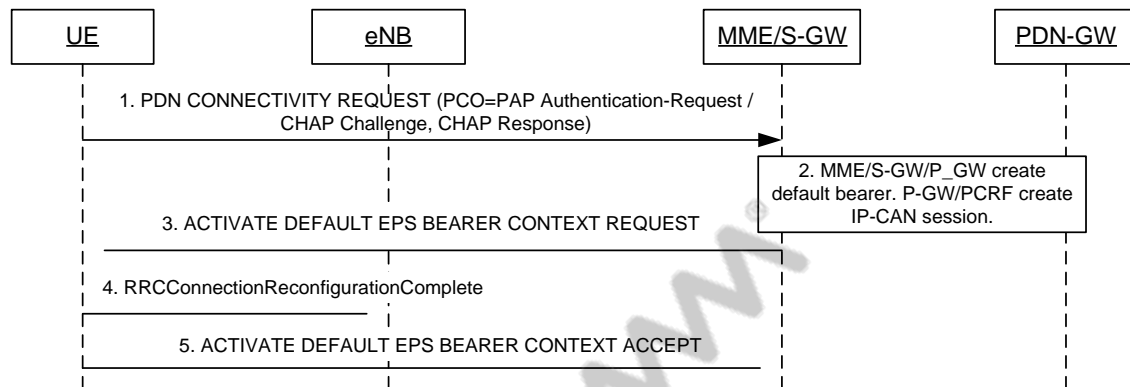 UE
eNB
MME/S-GW
PDN-GW
1. PDN CONNECTIVITY REQUEST (PCO=PAP Authentication-Request /
CHAP Challenge, CHAP Response)
2. MME/S-GW/P_GW create
default bearer. P-GW/PCRF create
IP-CAN session.
3. ACTIVATE DEFAULT EPS BEARER CONTEXT REQUEST
4. RRCConnectionReconfigurationComplete
5. ACTIVATE DEFAULT EPS BEARER CONTEXT ACCEPT